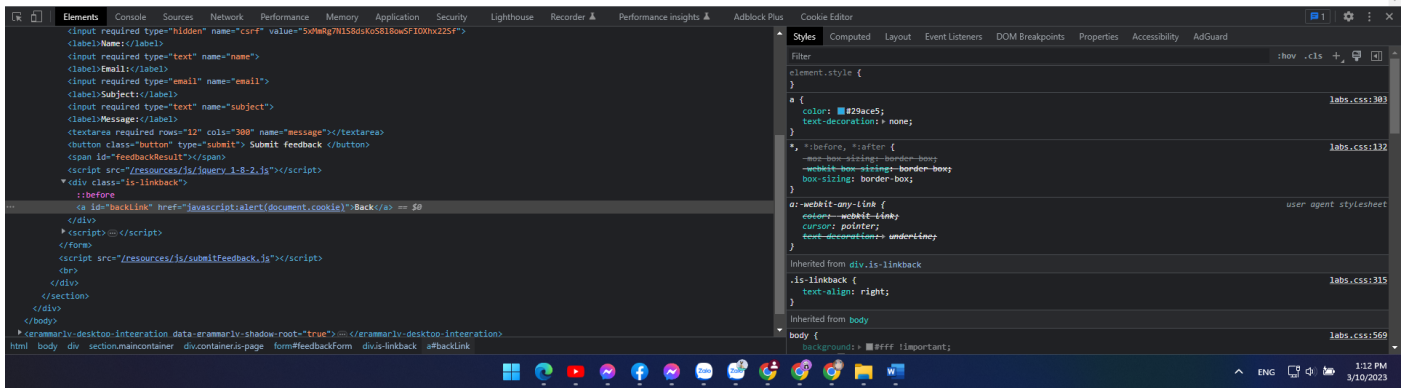 Elements Console Sources Network Performance Memory Application Security Lighthouse Recorder Performance insights Adblock Plus Cookie Editor 1
<input required type="hidden" name="csrf" value="5xMmRg7N1S8dsKoS8l8owSFIOXhx225f">
<label>Name:</label>
<input required type="text" name="name">
<label>Email:</label>
<input required type="email" name="email">
<label>Subject:</label>
<input required type="text" name="subject">
<label>Message:</label>
<textarea required rows="12" cols="300" name="message"></textarea>
<button class="button" type="submit"> Submit feedback </button>
<span id="feedbackResult"></span>
<script src="/resources/js/jquery_1-8-2.js"></script>
<div class="is-linkback">
::before
<a id="backLink" href="javascript:alert(document.cookie)">Back</a> == $0
</div>
<script>…</script>
</form>
<script src="/resources/js/submitFeedback.js"></script>
<br>
</div>
</section>
</div>
</body>
<grammarly-desktop-integration data-grammarly-shadow-root="true">…</grammarly-desktop-integration>
html body div section.maincontainer div.container.is-page form#feedbackForm div.is-linkback a#backLink
Styles Computed Layout Event Listeners DOM Breakpoints Properties Accessibility AdGuard
Filter :hov .cls +
element.style {
}
a { labs.css:303
color: #29ace5;
text-decoration: none;
}
*, *:before, *:after { labs.css:132
-moz-box-sizing: border-box;
-webkit-box-sizing: border-box;
box-sizing: border-box;
}
a:-webkit-any-link { user agent stylesheet
color: -webkit-link;
cursor: pointer;
text-decoration: underline;
}
Inherited from div.is-linkback
.is-linkback { labs.css:315
text-align: right;
}
Inherited from body
body { labs.css:569
background: #fff !important;
Zalo Zalo ENG 1:12 PM
3/10/2023